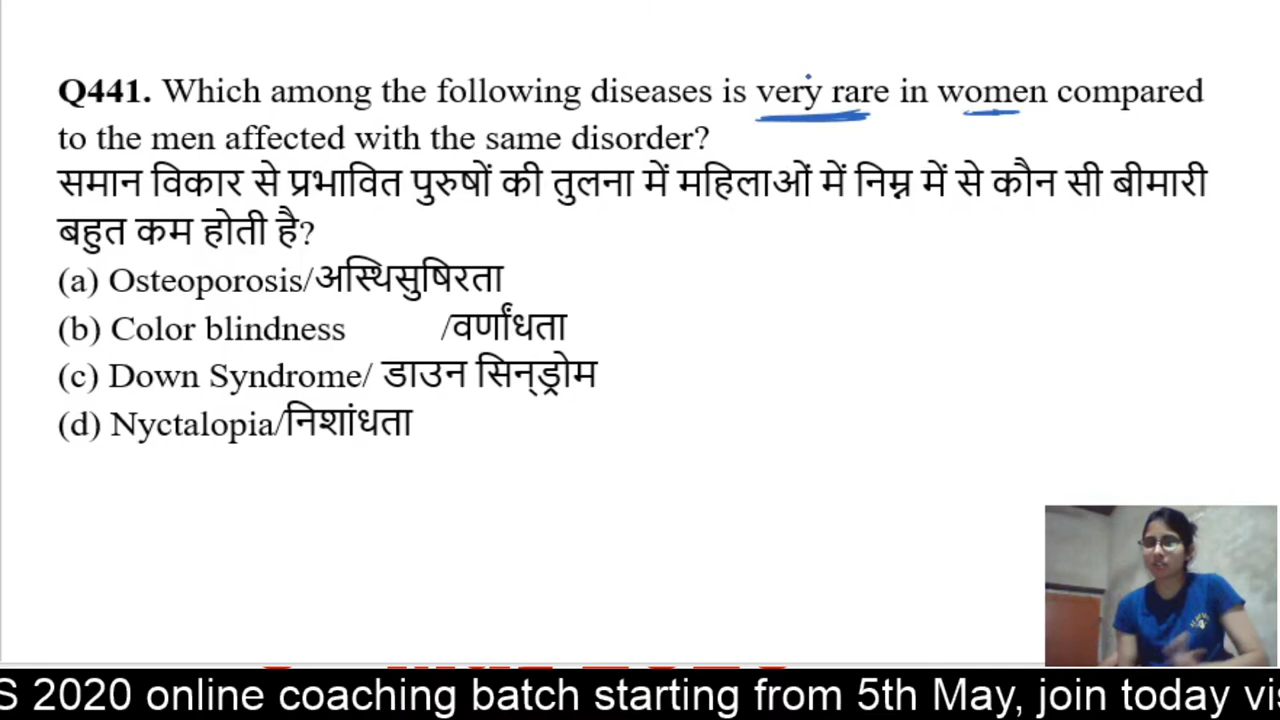 Q441. Which among the following diseases is very rare in women compared
to the men affected with the same disorder?
समान विकार से प्रभावित पुरुषों की तुलना में महिलाओं में निम्न में से कौन सी बीमारी
बहुत कम होती है?
(a) Osteoporosis/अस्थिसुषिरता
(b) Color blindness /वर्णांधता
(c) Down Syndrome/ डाउन सिन्ड्रोम
(d) Nyctalopia/निशांधता
S 2020 online coaching batch starting from 5th May, join today vi